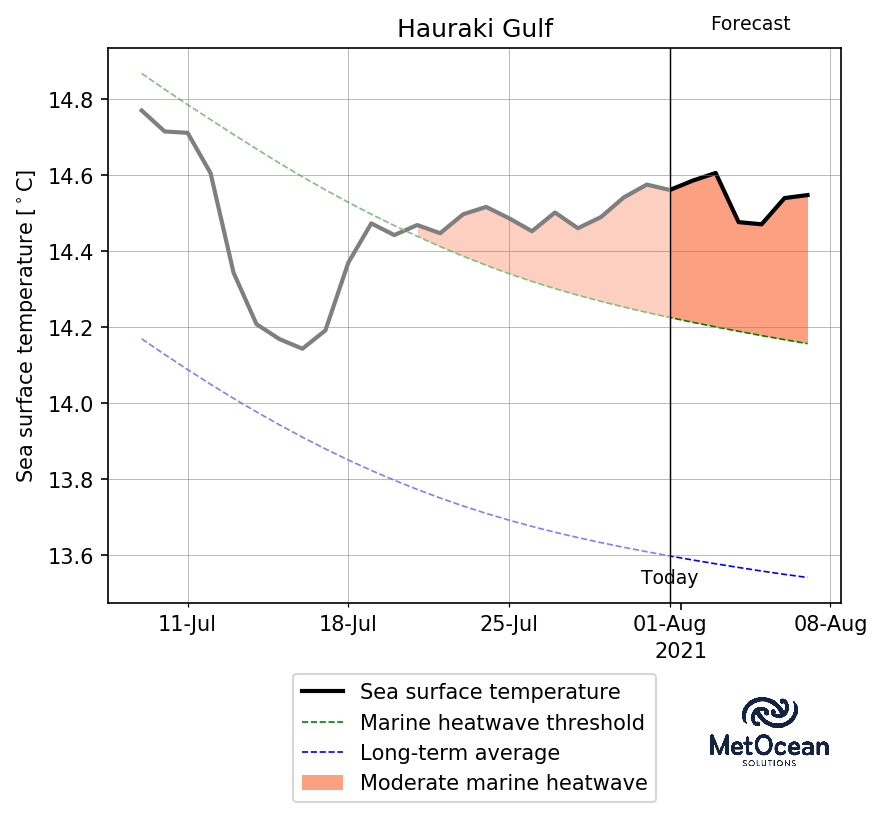 Hauraki Gulf
Forecast
Sea surface temperature [°C]
14.8
14.6
14.4
14.2
14.0
13.8
13.6
Today
11-Jul
18-Jul
25-Jul
01-Aug
08-Aug
2021
Sea surface temperature
Marine heatwave threshold
Long-term average
Moderate marine heatwave
MetOcean
SOLUTIONS